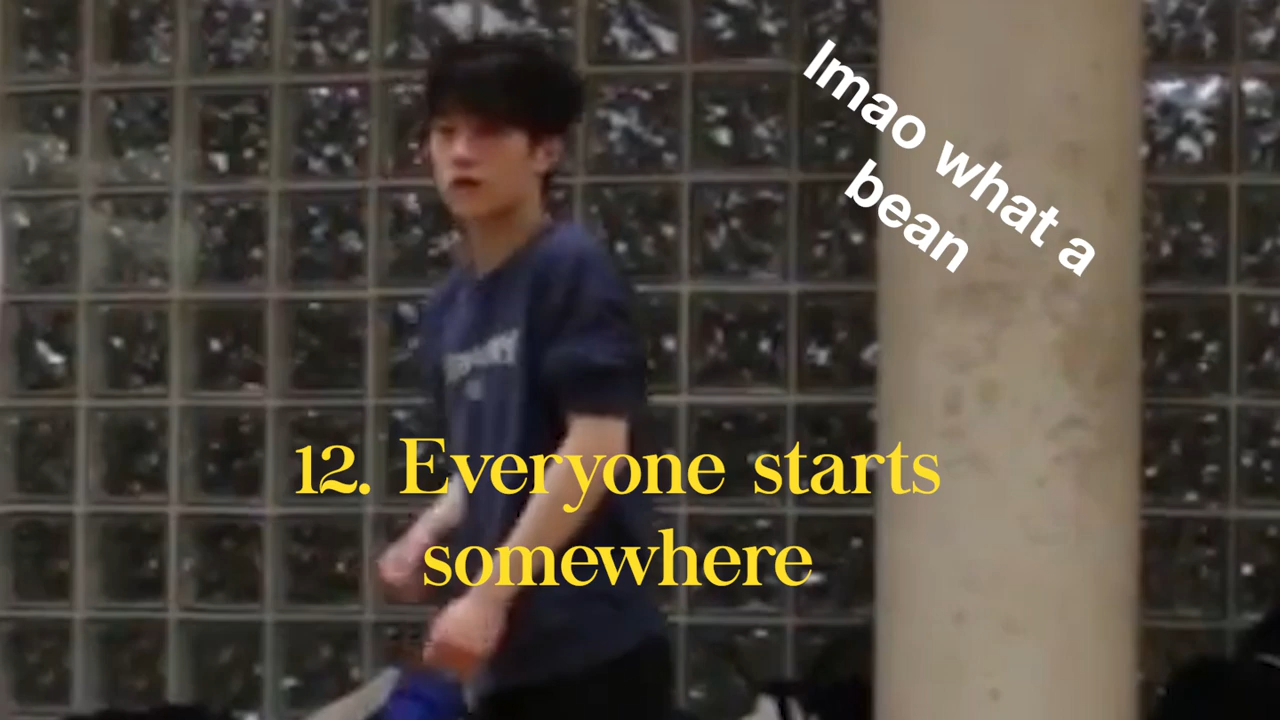 lmao what a
bean
12. Everyone starts
somewhere